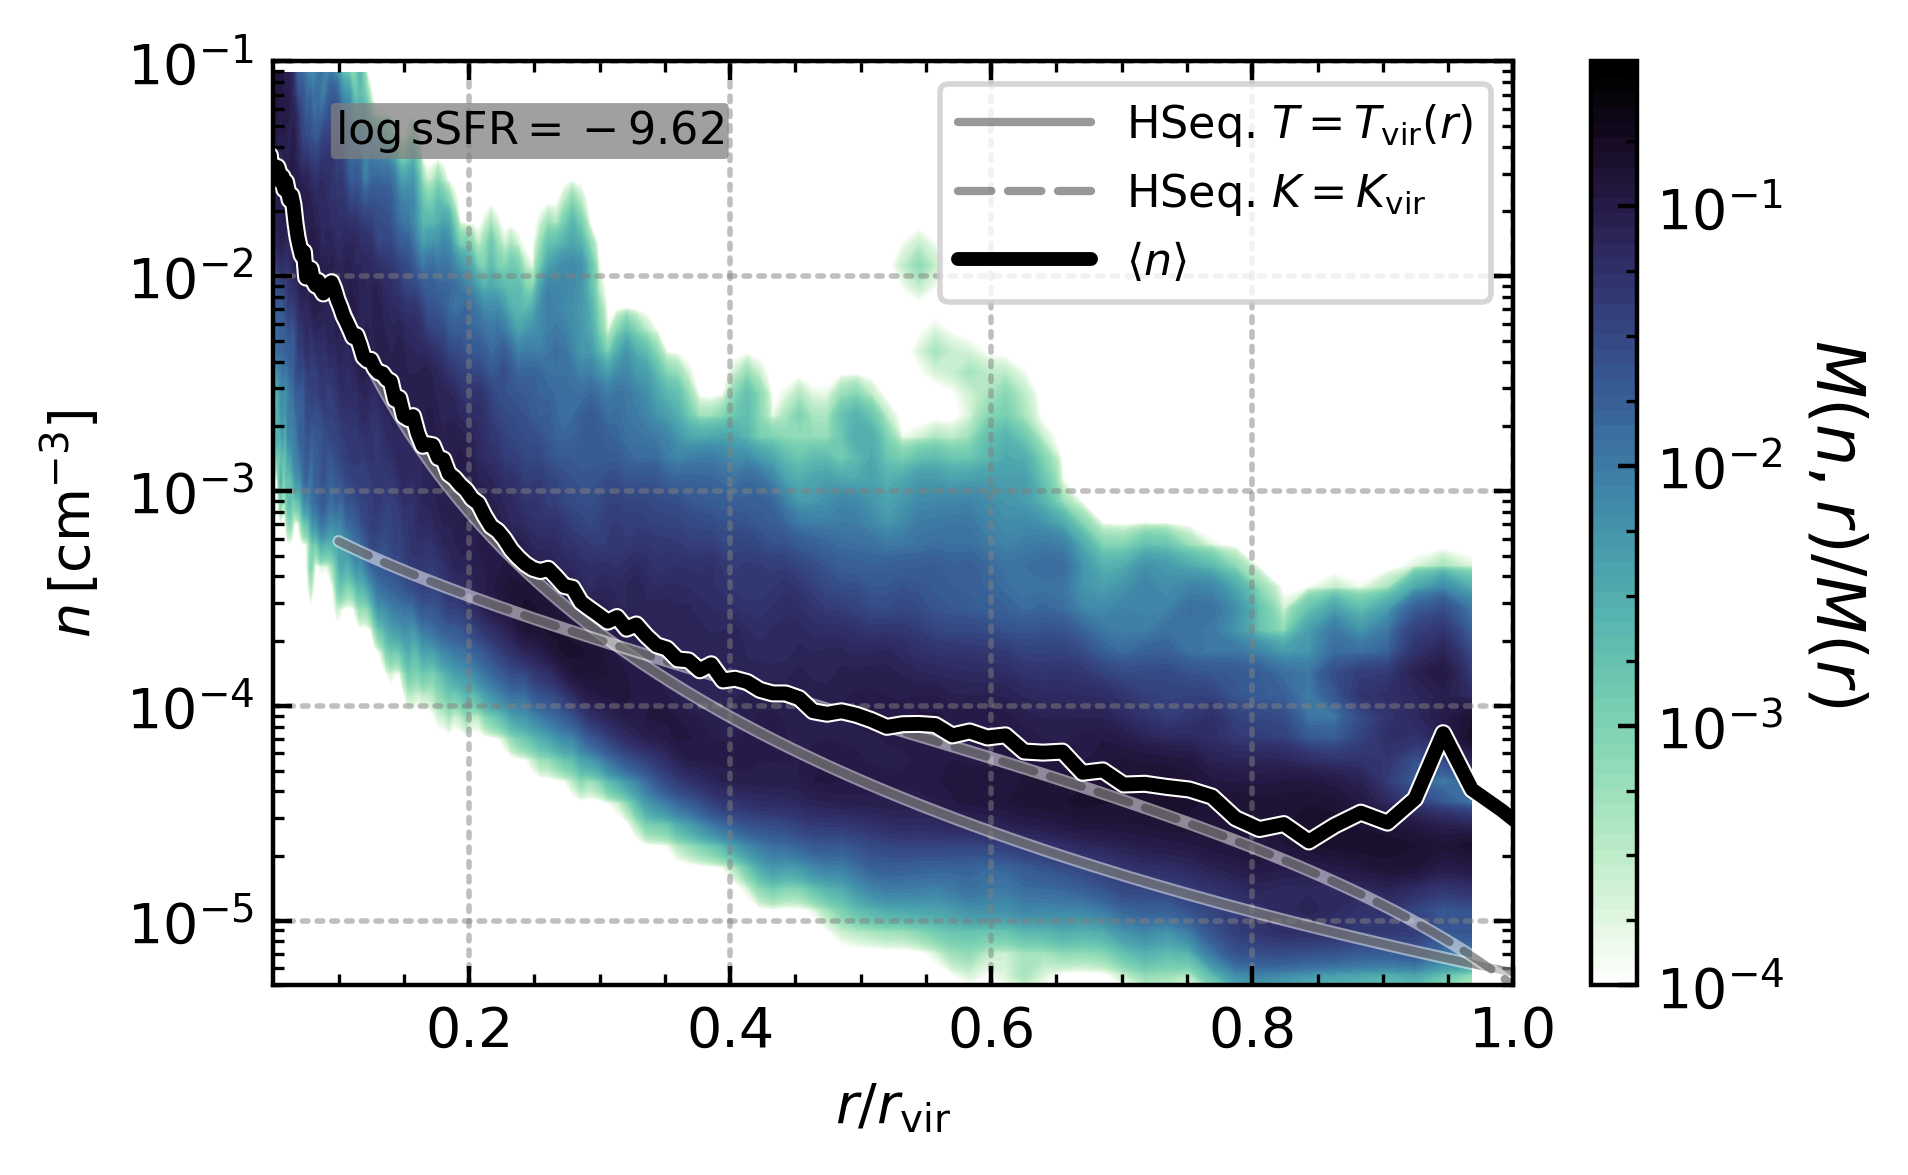 log sSFR = −9.62
HSeq. T = T_vir(r)
HSeq. K = K_vir
⟨n⟩
n [cm⁻³]
10⁻¹
10⁻²
10⁻³
10⁻⁴
10⁻⁵
0.2 0.4 0.6 0.8 1.0
r/r_vir
10⁻¹
10⁻²
10⁻³
10⁻⁴
M(n, r)/M(r)